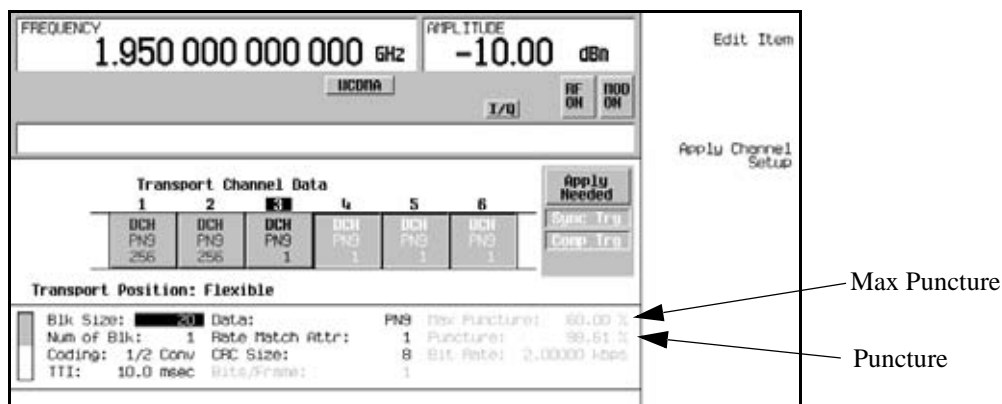 FREQUENCY
1.950 000 000 000 GHz
AMPLITUDE
-10.00 dBm
WCDMA
I/Q
RF ON
MOD ON
Edit Item
Apply Channel Setup
Transport Channel Data
1 2 3 4 5 6
DCH DCH DCH DCH DCH DCH
PN9 PN9 PN9 PN9 PN9 PN9
256 256 1 1 1 1
Apply Needed
Sync Trg
Comp Trg
Transport Position: Flexible
Blk Size: 20 Data: PN9 Max Puncture: 60.00 %
Num of Blk: 1 Rate Match Attr: 1 Puncture: 98.61 %
Coding: 1/2 Conv CRC Size: 8 Bit Rate: 2.00000 kbps
TTI: 10.0 msec Bits/Frame: 1
Max Puncture
Puncture